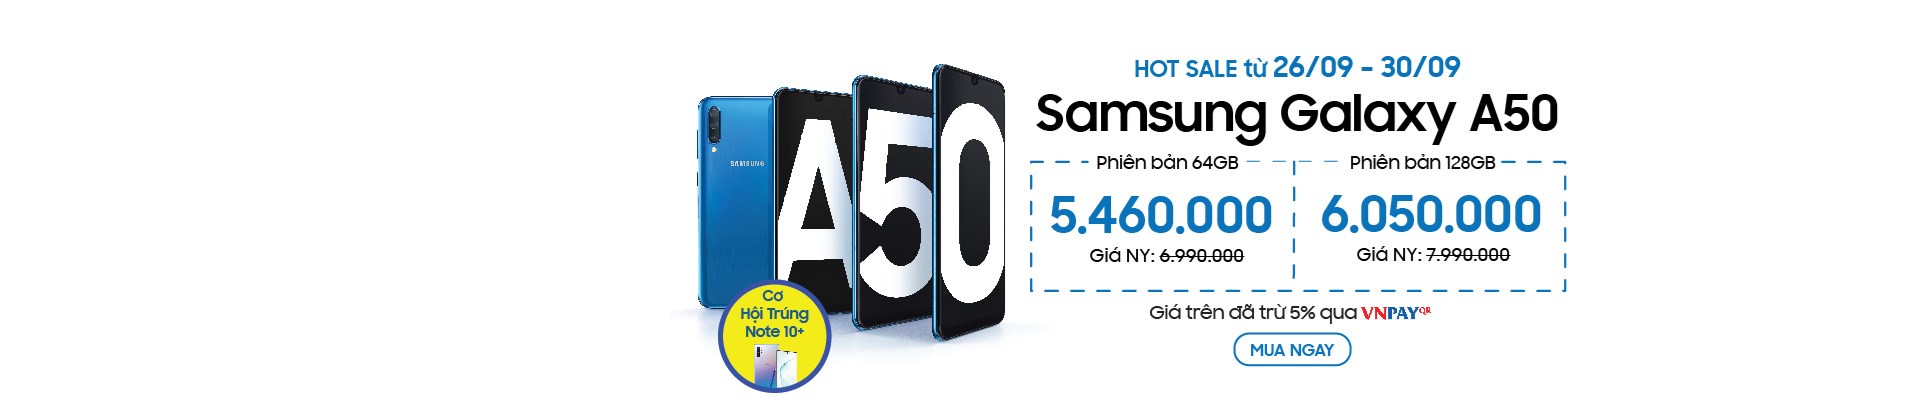 HOT SALE từ 26/09 - 30/09
Samsung Galaxy A50
Phiên bản 64GB
5.460.000
Giá NY: 6.990.000
Phiên bản 128GB
6.050.000
Giá NY: 7.990.000
Giá trên đã trừ 5% qua VNPAYQR
MUA NGAY
SAMSUNG
A50
Cơ
Hội Trúng
Note 10+